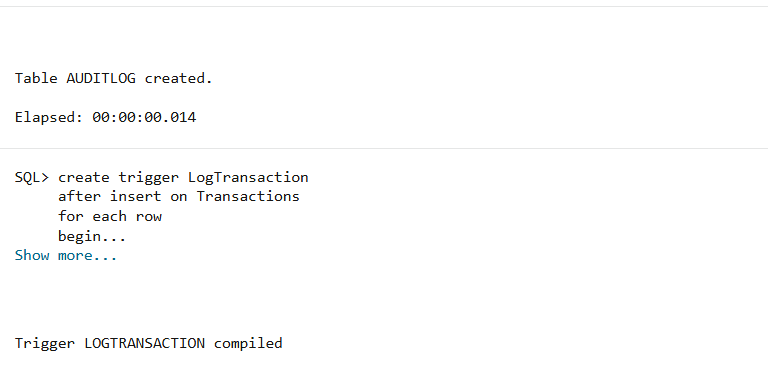 Table AUDITLOG created.
Elapsed: 00:00:00.014
SQL> create trigger LogTransaction
after insert on Transactions
for each row
begin...
Show more...
Trigger LOGTRANSACTION compiled